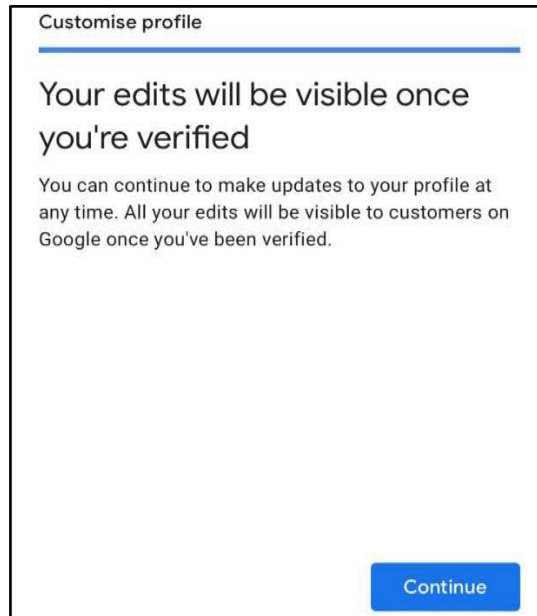 Customise profile
Your edits will be visible once
you're verified
You can continue to make updates to your profile at
any time. All your edits will be visible to customers on
Google once you've been verified.
Continue